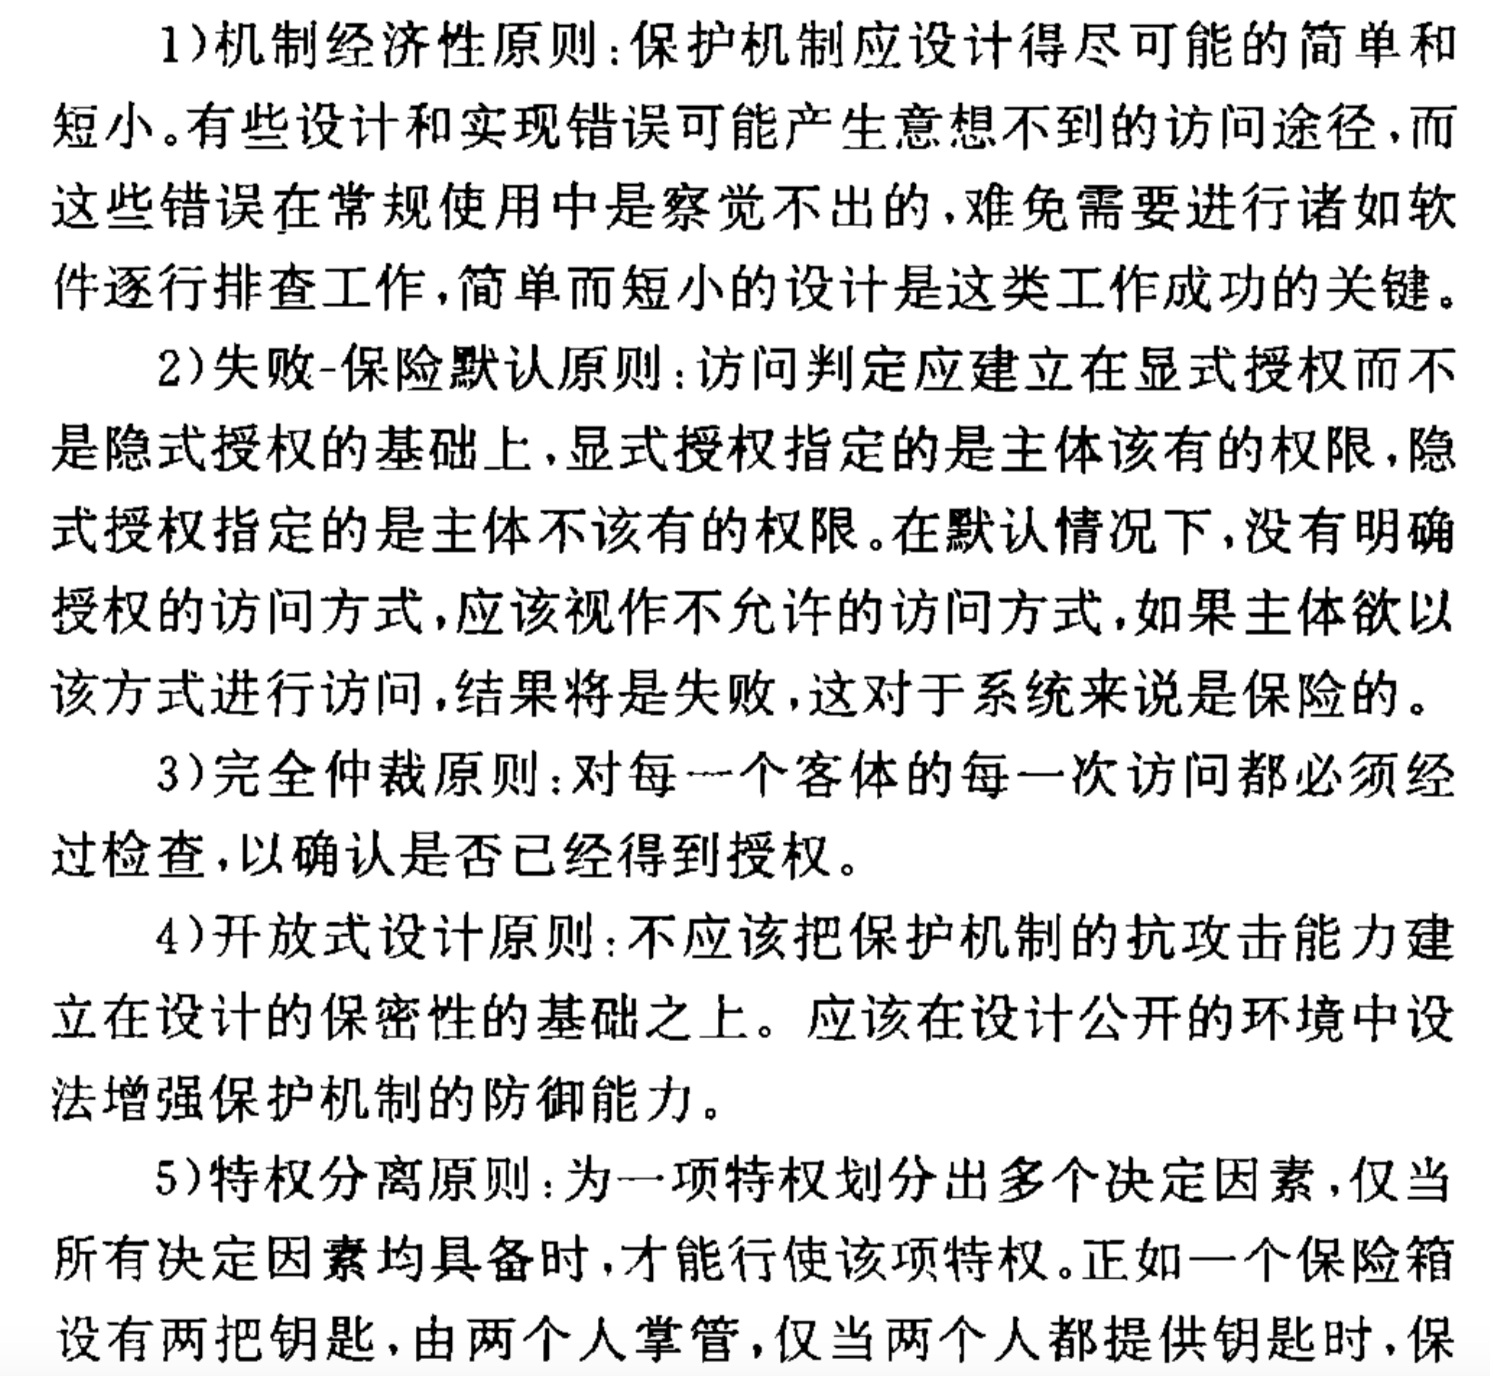 1)机制经济性原则:保护机制应设计得尽可能的简单和
短小。有些设计和实现错误可能产生意想不到的访问途径,而
这些错误在常规使用中是察觉不出的,难免需要进行诸如软
件逐行排查工作,简单而短小的设计是这类工作成功的关键。
2)失败-保险默认原则:访问判定应建立在显式授权而不
是隐式授权的基础上,显式授权指定的是主体该有的权限,隐
式授权指定的是主体不该有的权限。在默认情况下,没有明确
授权的访问方式,应该视作不允许的访问方式,如果主体欲以
该方式进行访问,结果将是失败,这对于系统来说是保险的。
3)完全仲裁原则:对每一个客体的每一次访问都必须经
过检查,以确认是否已经得到授权。
4)开放式设计原则:不应该把保护机制的抗攻击能力建
立在设计的保密性的基础之上。应该在设计公开的环境中设
法增强保护机制的防御能力。
5)特权分离原则:为一项特权划分出多个决定因素,仅当
所有决定因素均具备时,才能行使该项特权。正如一个保险箱
设有两把钥匙,由两个人掌管,仅当两个人都提供钥匙时,保